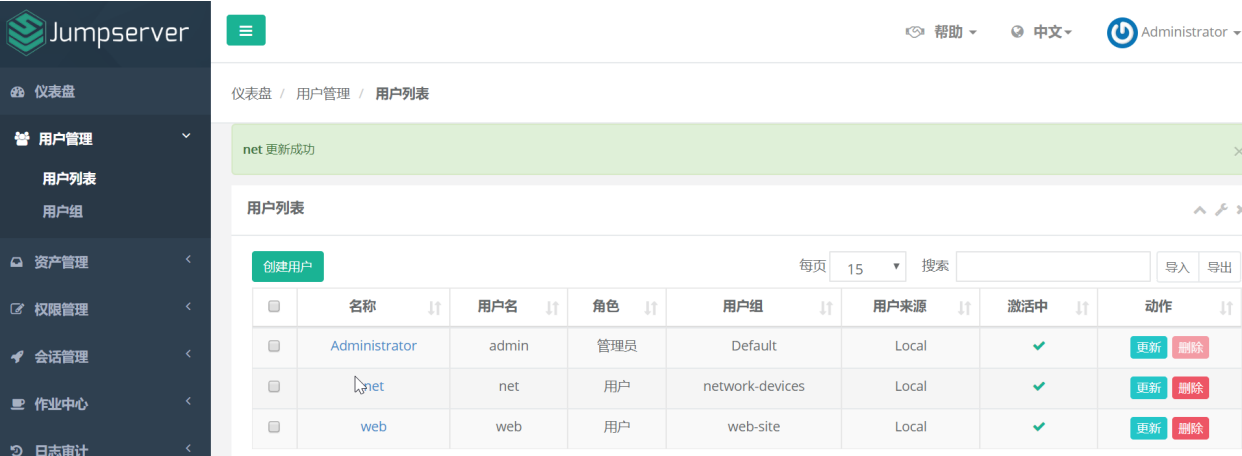 Jumpserver
帮助
中文
Administrator
仪表盘
用户管理
用户列表
用户组
资产管理
权限管理
会话管理
作业中心
日志审计
仪表盘 / 用户管理 / 用户列表
net 更新成功
×
用户列表
创建用户
每页 15 搜索 导入 导出
名称 用户名 角色 用户组 用户来源 激活中 动作
Administrator admin 管理员 Default Local 更新 删除
net net 用户 network-devices Local 更新 删除
web web 用户 web-site Local 更新 删除